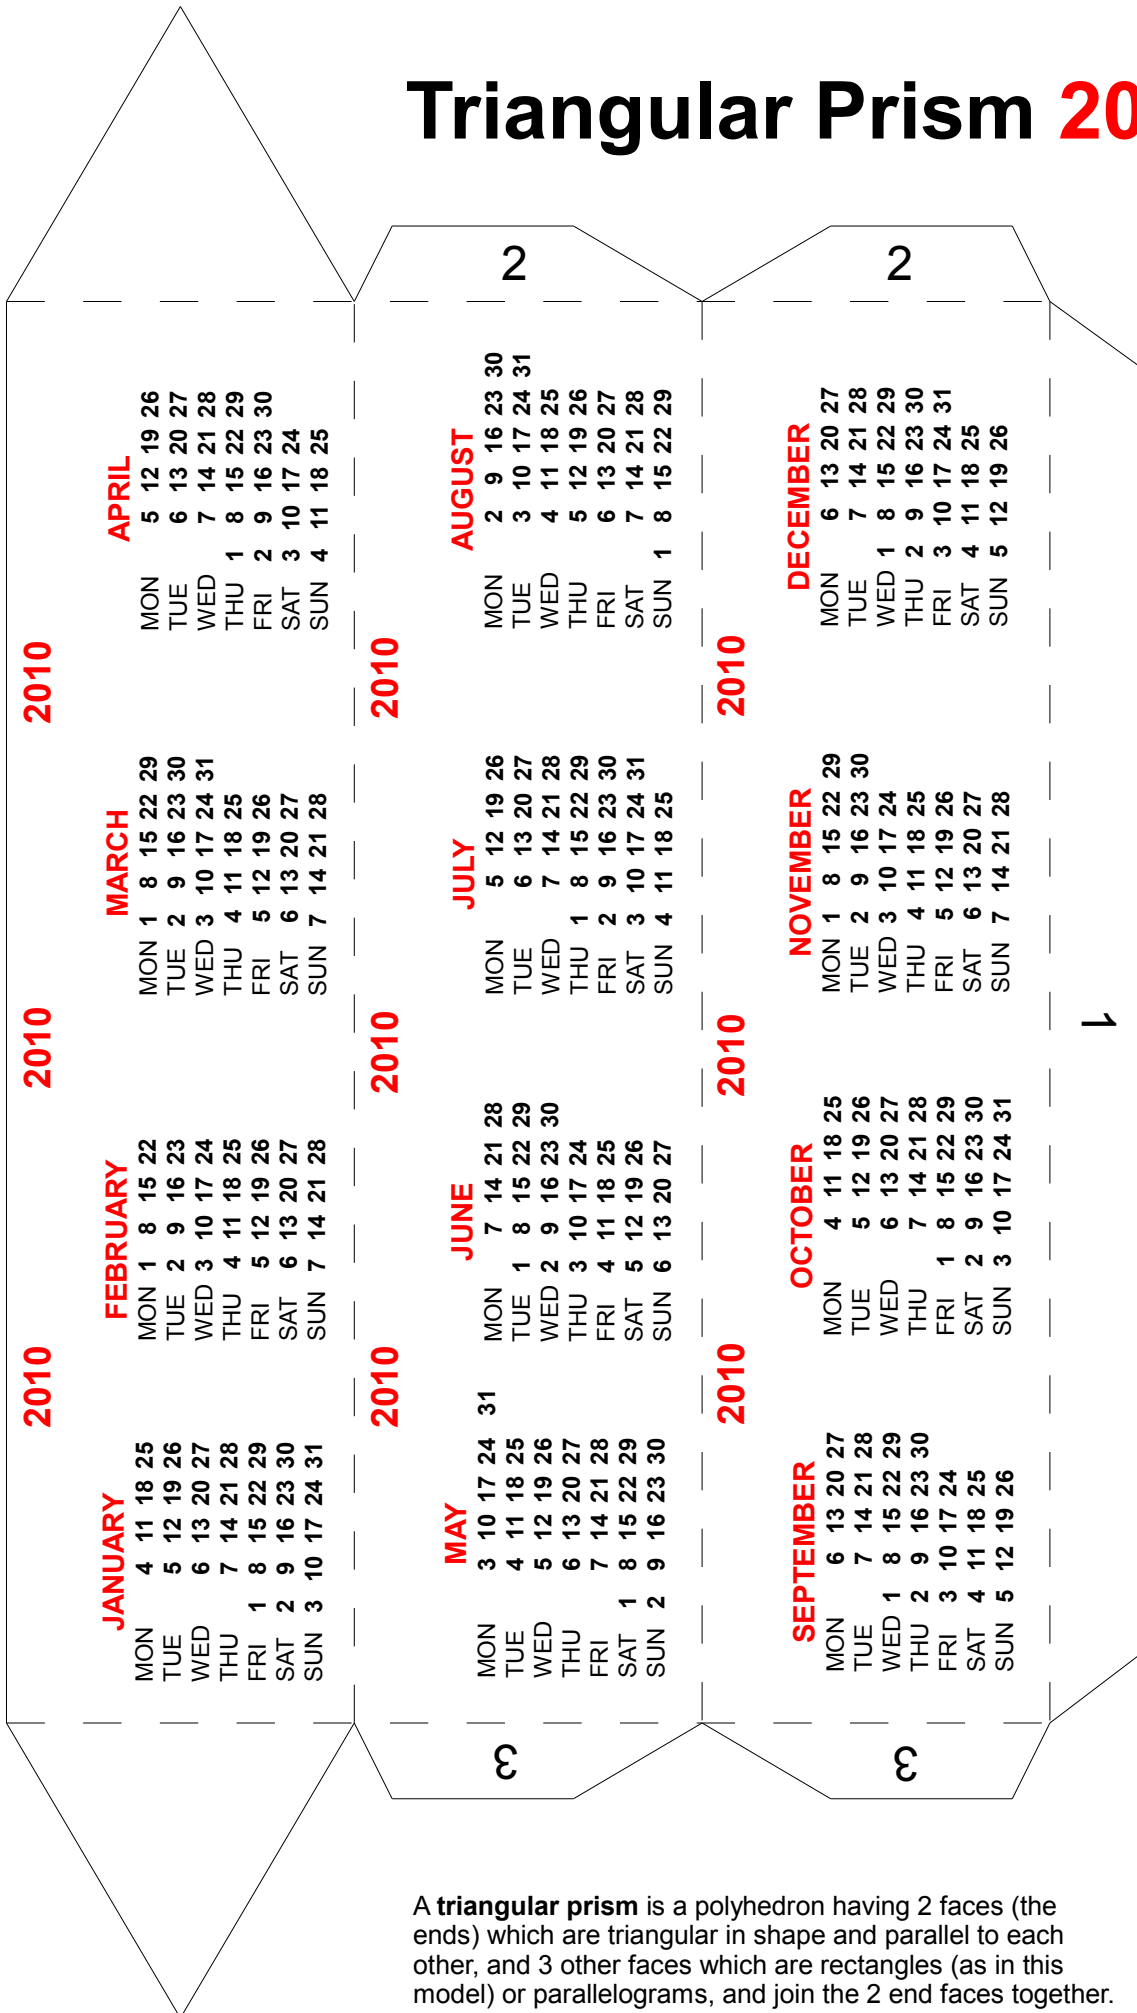 Triangular Prism 20
2
2
2010
2010
2010
APRIL
MON 5 12 19 26
TUE 6 13 20 27
WED 7 14 21 28
THU 1 8 15 22 29
FRI 2 9 16 23 30
SAT 3 10 17 24
SUN 4 11 18 25
AUGUST
MON 2 9 16 23 30
TUE 3 10 17 24 31
WED 4 11 18 25
THU 5 12 19 26
FRI 6 13 20 27
SAT 7 14 21 28
SUN 1 8 15 22 29
DECEMBER
MON 6 13 20 27
TUE 7 14 21 28
WED 1 8 15 22 29
THU 2 9 16 23 30
FRI 3 10 17 24 31
SAT 4 11 18 25
SUN 5 12 19 26
2010
2010
2010
MARCH
MON 1 8 15 22 29
TUE 2 9 16 23 30
WED 3 10 17 24 31
THU 4 11 18 25
FRI 5 12 19 26
SAT 6 13 20 27
SUN 7 14 21 28
JULY
MON 5 12 19 26
TUE 6 13 20 27
WED 7 14 21 28
THU 1 8 15 22 29
FRI 2 9 16 23 30
SAT 3 10 17 24 31
SUN 4 11 18 25
NOVEMBER
MON 1 8 15 22 29
TUE 2 9 16 23 30
WED 3 10 17 24
THU 4 11 18 25
FRI 5 12 19 26
SAT 6 13 20 27
SUN 7 14 21 28
1
2010
2010
2010
FEBRUARY
MON 1 8 15 22
TUE 2 9 16 23
WED 3 10 17 24
THU 4 11 18 25
FRI 5 12 19 26
SAT 6 13 20 27
SUN 7 14 21 28
JUNE
MON 7 14 21 28
TUE 1 8 15 22 29
WED 2 9 16 23 30
THU 3 10 17 24
FRI 4 11 18 25
SAT 5 12 19 26
SUN 6 13 20 27
OCTOBER
MON 4 11 18 25
TUE 5 12 19 26
WED 6 13 20 27
THU 7 14 21 28
FRI 1 8 15 22 29
SAT 2 9 16 23 30
SUN 3 10 17 24 31
JANUARY
MON 4 11 18 25
TUE 5 12 19 26
WED 6 13 20 27
THU 7 14 21 28
FRI 1 8 15 22 29
SAT 2 9 16 23 30
SUN 3 10 17 24 31
MAY
MON 3 10 17 24 31
TUE 4 11 18 25
WED 5 12 19 26
THU 6 13 20 27
FRI 7 14 21 28
SAT 1 8 15 22 29
SUN 2 9 16 23 30
SEPTEMBER
MON 6 13 20 27
TUE 7 14 21 28
WED 1 8 15 22 29
THU 2 9 16 23 30
FRI 3 10 17 24
SAT 4 11 18 25
SUN 5 12 19 26
3
3
A triangular prism is a polyhedron having 2 faces (the
ends) which are triangular in shape and parallel to each
other, and 3 other faces which are rectangles (as in this
model) or parallelograms, and join the 2 end faces together.